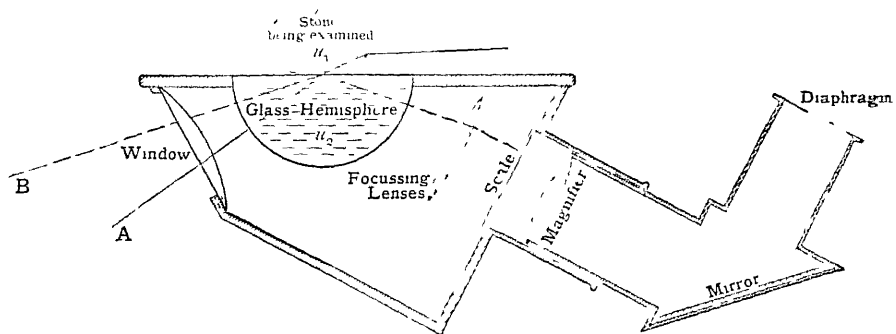 Stone
being examined
u₁
Diaphragm
Glass-Hemisphere
u₂
Window
B
A
Focussing
Lenses
Scale
Magnifier
Mirror